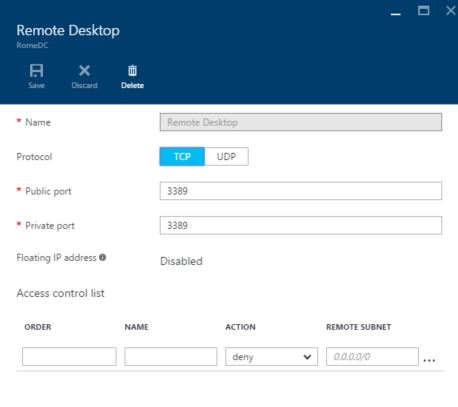 Remote Desktop
RomeDC
Save Discard Delete
* Name Remote Desktop
Protocol TCP UDP
* Public port 3389
* Private port 3389
Floating IP address Disabled
Access control list
ORDER NAME ACTION REMOTE SUBNET
deny 0.0.0.0/0 ...